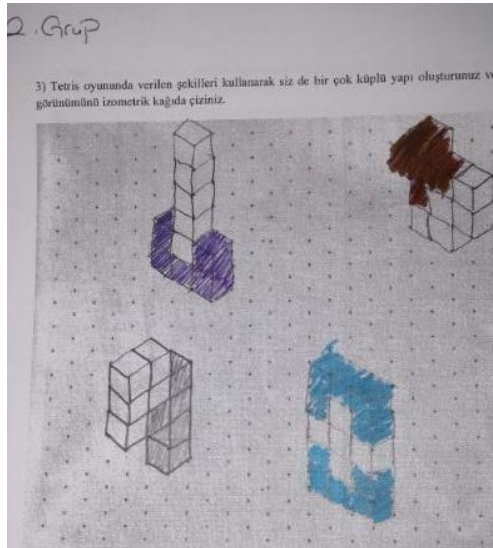 2. Grup
3) Tetris oyununda verilen şekilleri kullanarak siz de bir çok küplü yapı oluşturunuz
görünümünü izometrik kağıda çiziniz.